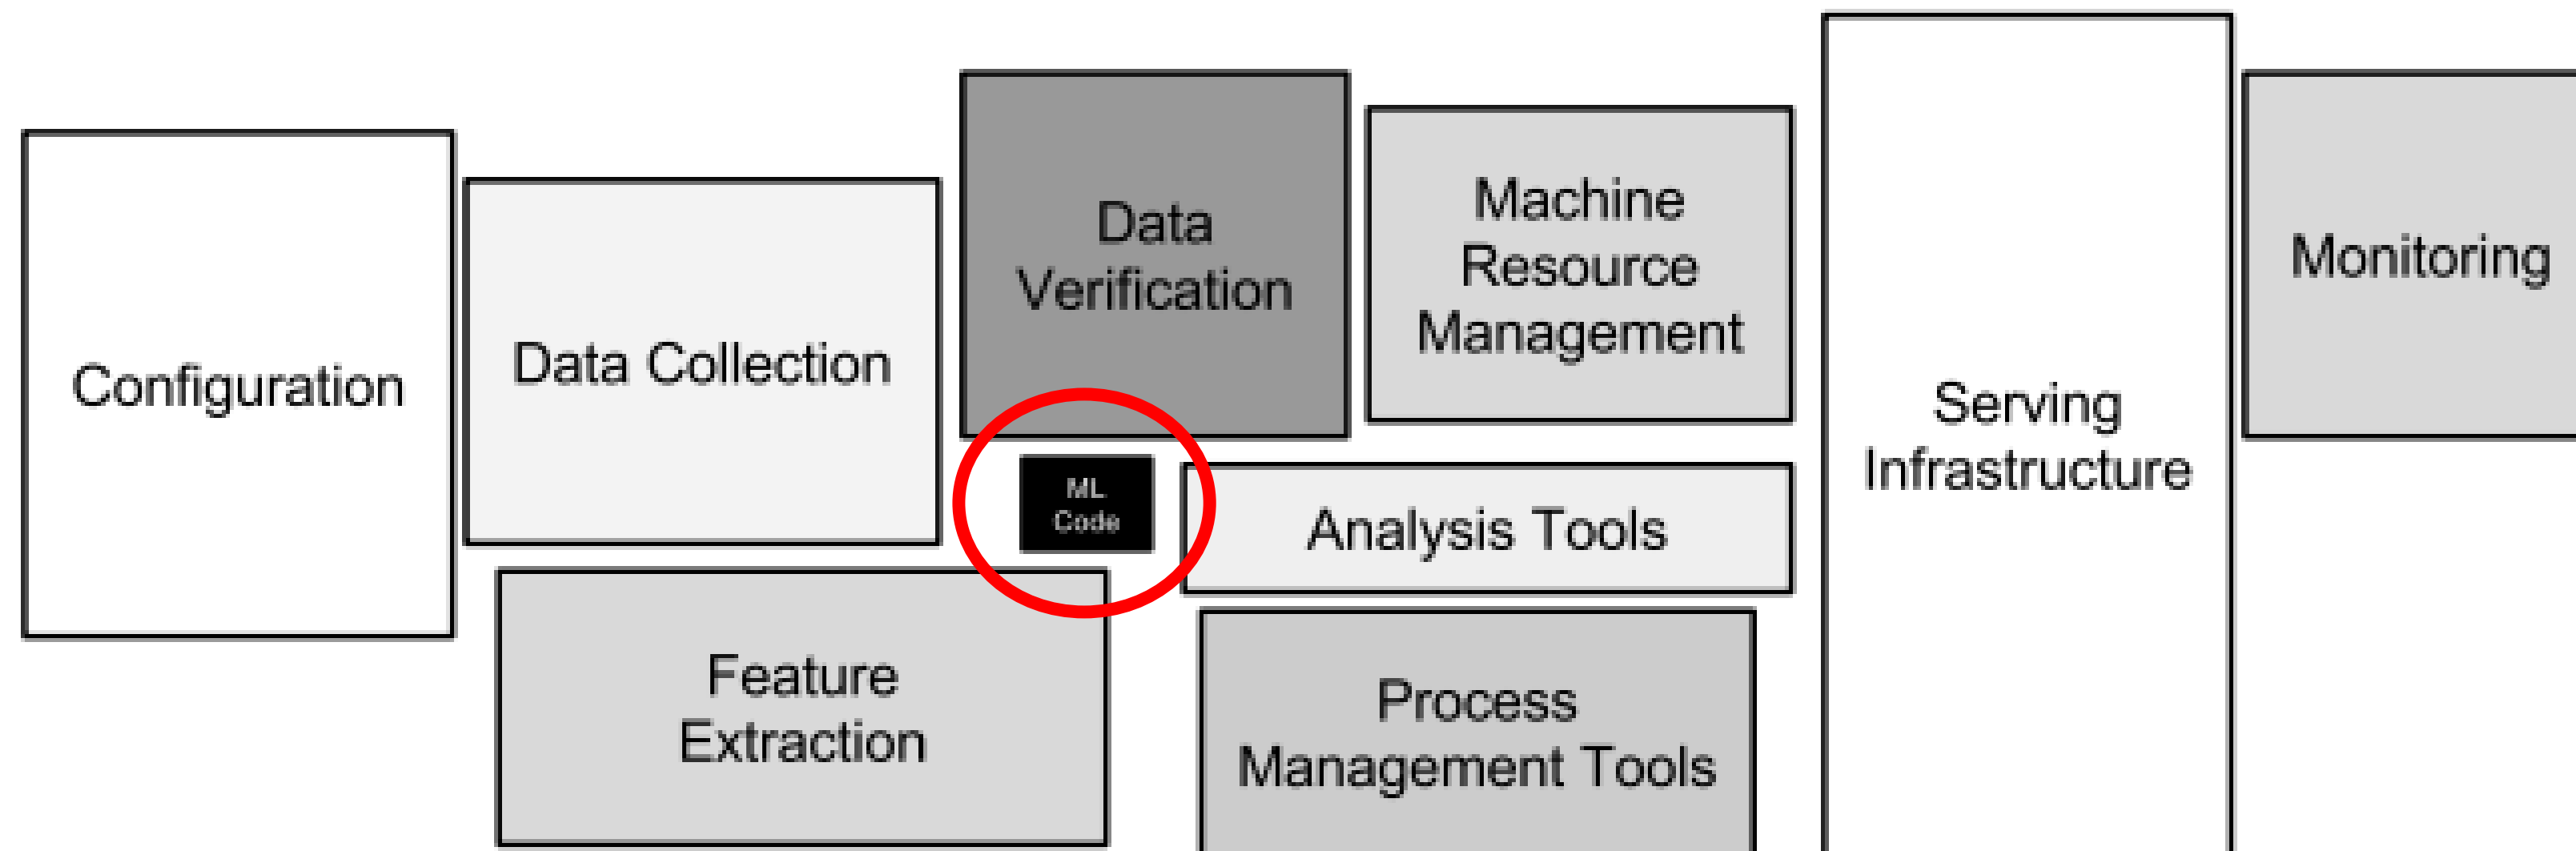 Configuration
Data Collection
Data
Verification
Machine
Resource
Management
ML
Code
Analysis Tools
Feature
Extraction
Process
Management Tools
Serving
Infrastructure
Monitoring